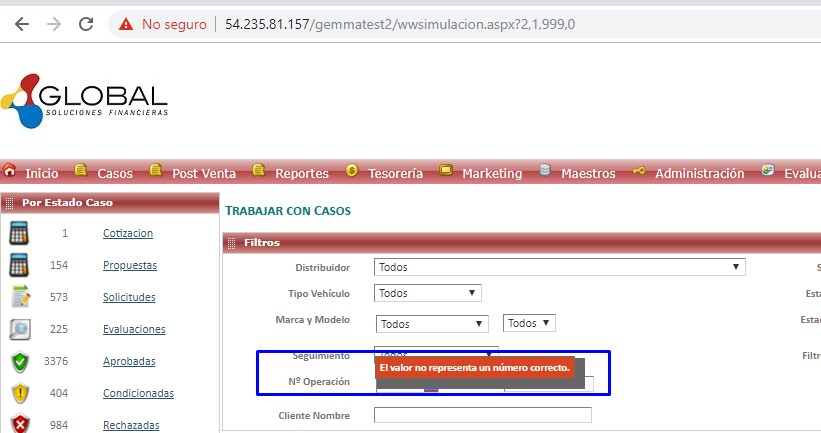 No seguro | 54.235.81.157/gemmatest2/wwsimulacion.aspx?2,1,999,0
GLOBAL
SOLUCIONES FINANCIERAS
Inicio Casos Post Venta Reportes Tesorería Marketing Maestros Administración Evalua
Por Estado Caso
1 Cotizacion
154 Propuestas
573 Solicitudes
225 Evaluaciones
3376 Aprobadas
404 Condicionadas
984 Rechazadas
TRABAJAR CON CASOS
Filtros
Distribuidor Todos S
Tipo Vehículo Todos Esta
Marca y Modelo Todos Todos Estad
Seguimiento Filtr
El valor no representa un número correcto.
Nº Operación
Cliente Nombre